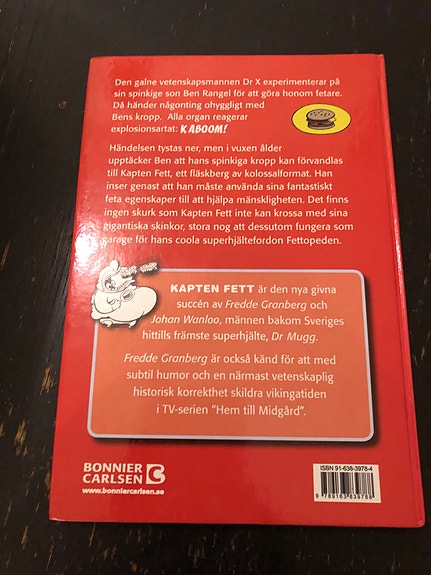 Den galne vetenskapsmannen Dr X experimenterar på
sin spinkige son Ben Rangel för att göra honom fetare.
Då händer någonting ohyggligt med
Bens kropp. Alla organ reagerar
explosionsartat: KABOOM!
Händelsen tystas ner, men i vuxen ålder
upptäcker Ben att hans spinkiga kropp kan förvandlas
till Kapten Fett, ett fläskberg av kolossalformat. Han
inser genast att han måste använda sina fantastiskt
feta egenskaper till att hjälpa mänskligheten. Det finns
ingen skurk som Kapten Fett inte kan krossa med sina
gigantiska skinkor, stora nog att dessutom fungera som
garage för hans coola superhjältefordon Fettopeden.
KAPTEN FETT är den nya givna
succén av Fredde Granberg och
Johan Wanloo, männen bakom Sveriges
hittills främste superhjälte, Dr Mugg.
Fredde Granberg är också känd för att med
subtil humor och en närmast vetenskaplig
historisk korrekthet skildra vikingatiden
i TV-serien "Hem till Midgård".
BONNIER
CARLSEN
www.bonniercarlsen.se
ISBN 91-638-3978-4
9 789163 839788